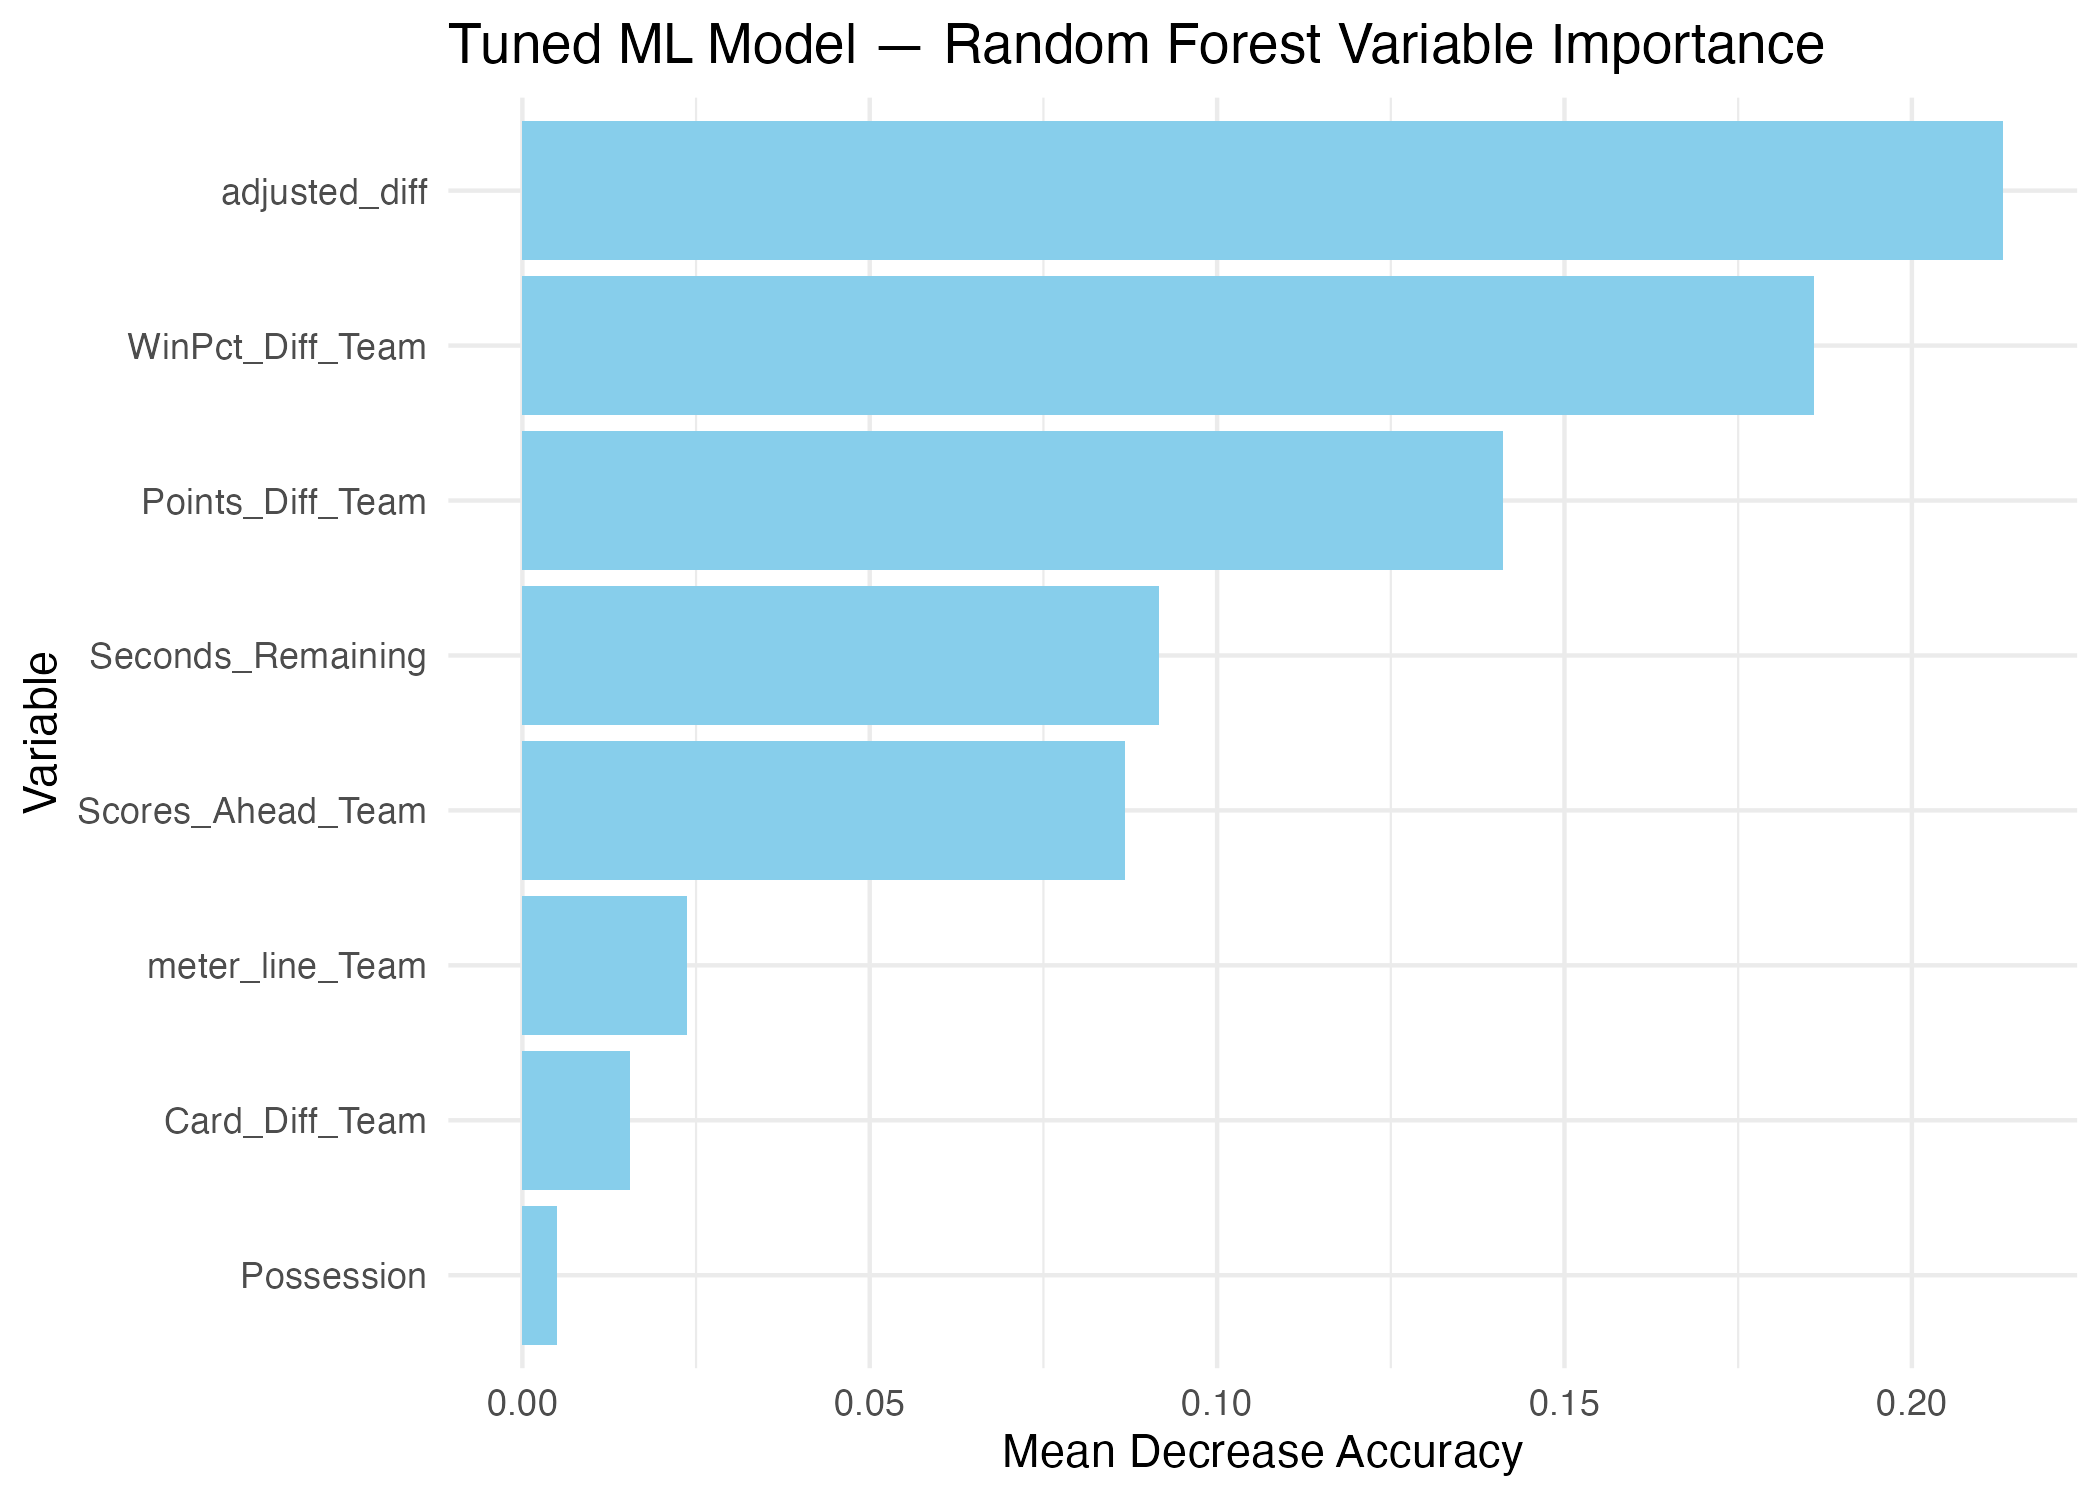 Tuned ML Model — Random Forest Variable Importance
adjusted_diff
WinPct_Diff_Team
Points_Diff_Team
Seconds_Remaining
Scores_Ahead_Team
meter_line_Team
Card_Diff_Team
Possession
Variable
0.00 0.05 0.10 0.15 0.20
Mean Decrease Accuracy